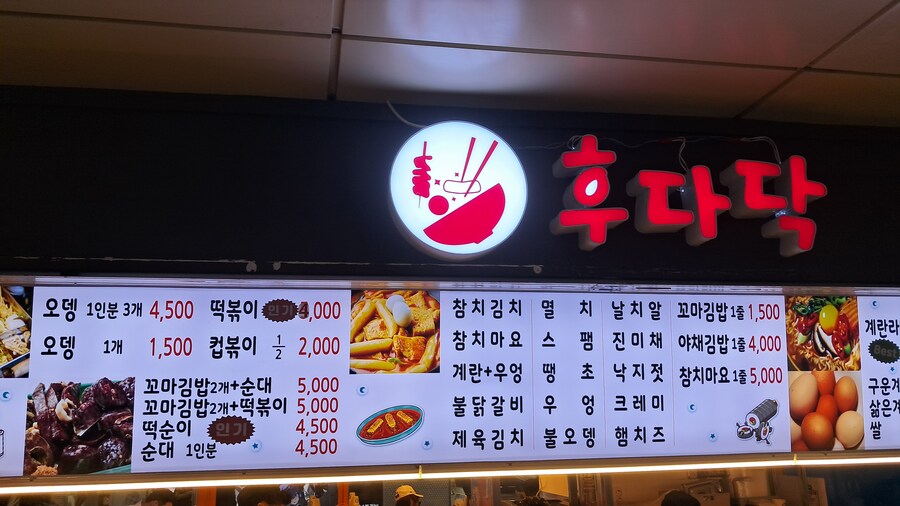 후다닥
오뎅 1인분 3개 4,500
오뎅 1개 1,500
떡볶이 인기 4,000
컵볶이 1/2 2,000
꼬마김밥2개+순대 5,000
꼬마김밥2개+떡볶이 5,000
떡순이 인기 4,500
순대 1인분 4,500
참치김치 멸치 날치알
참치마요 스팸 진미채
계란+우엉 땡초 낙지젓
불닭갈비 우엉 크레미
제육김치 불오뎅 햄치즈
꼬마김밥 1줄 1,500
야채김밥 1줄 4,000
참치마요 1줄 5,000
계란라
구운계
삶은계
쌀